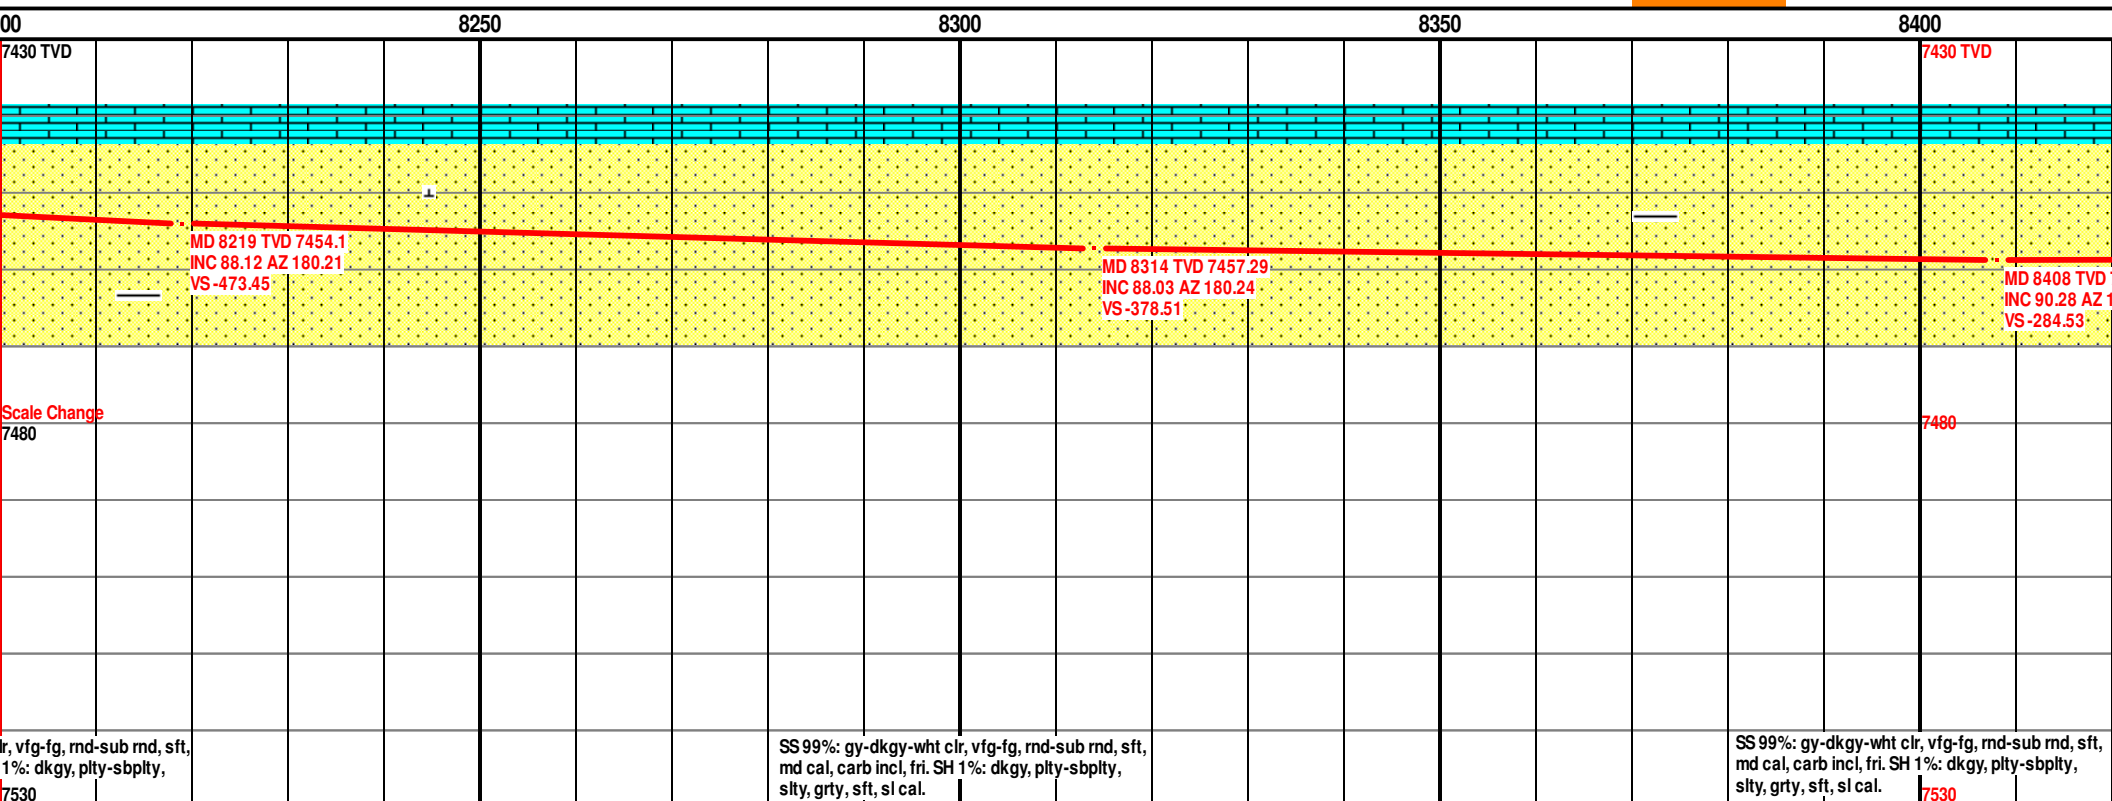 00 8250 8300 8350 8400
7430 TVD 7430 TVD
MD 8219 TVD 7454.1
INC 88.12 AZ 180.21
VS -473.45
MD 8314 TVD 7457.29
INC 88.03 AZ 180.24
VS -378.51
MD 8408 TVD
INC 90.28 AZ 1
VS -284.53
Scale Change
7480 7480
lr, vfg-fg, rnd-sub rnd, sft,
1%: dkgy, plty-sbplty,
SS 99%: gy-dkgy-wht clr, vfg-fg, rnd-sub rnd, sft,
md cal, carb incl, fri. SH 1%: dkgy, plty-sbplty,
slty, grty, sft, sl cal.
SS 99%: gy-dkgy-wht clr, vfg-fg, rnd-sub rnd, sft,
md cal, carb incl, fri. SH 1%: dkgy, plty-sbplty,
slty, grty, sft, sl cal.
7530 7530